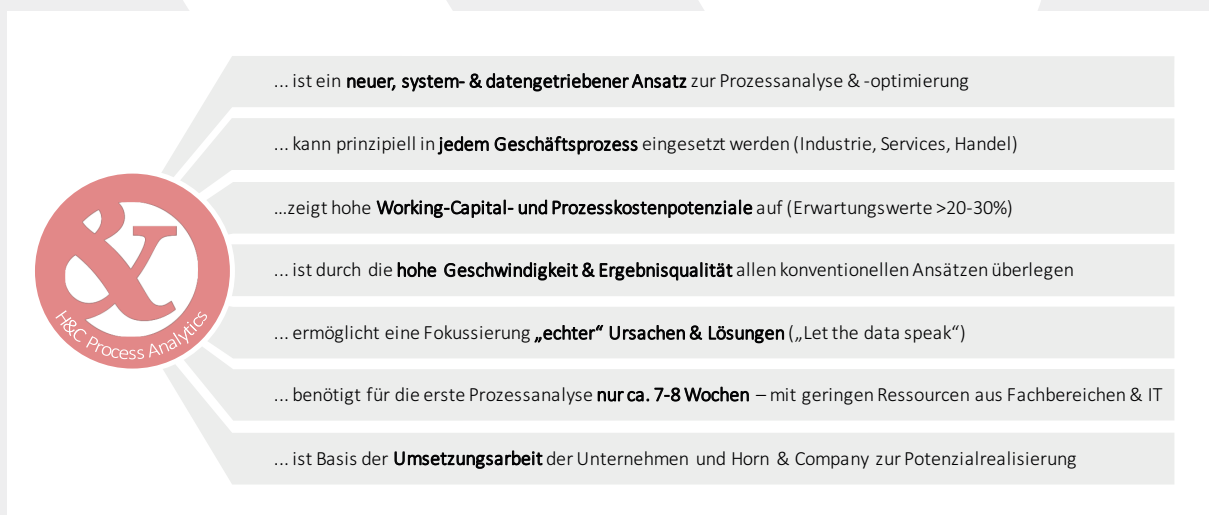 ... ist ein neuer, system- & datengetriebener Ansatz zur Prozessanalyse & -optimierung
... kann prinzipiell in jedem Geschäftsprozess eingesetzt werden (Industrie, Services, Handel)
...zeigt hohe Working-Capital- und Prozesskostenpotenziale auf (Erwartungswerte >20-30%)
... ist durch die hohe Geschwindigkeit & Ergebnisqualität allen konventionellen Ansätzen überlegen
... ermöglicht eine Fokussierung „echter“ Ursachen & Lösungen („Let the data speak“)
... benötigt für die erste Prozessanalyse nur ca. 7-8 Wochen – mit geringen Ressourcen aus Fachbereichen & IT
... ist Basis der Umsetzungsarbeit der Unternehmen und Horn & Company zur Potenzialrealisierung
&
H&C Process Analytics